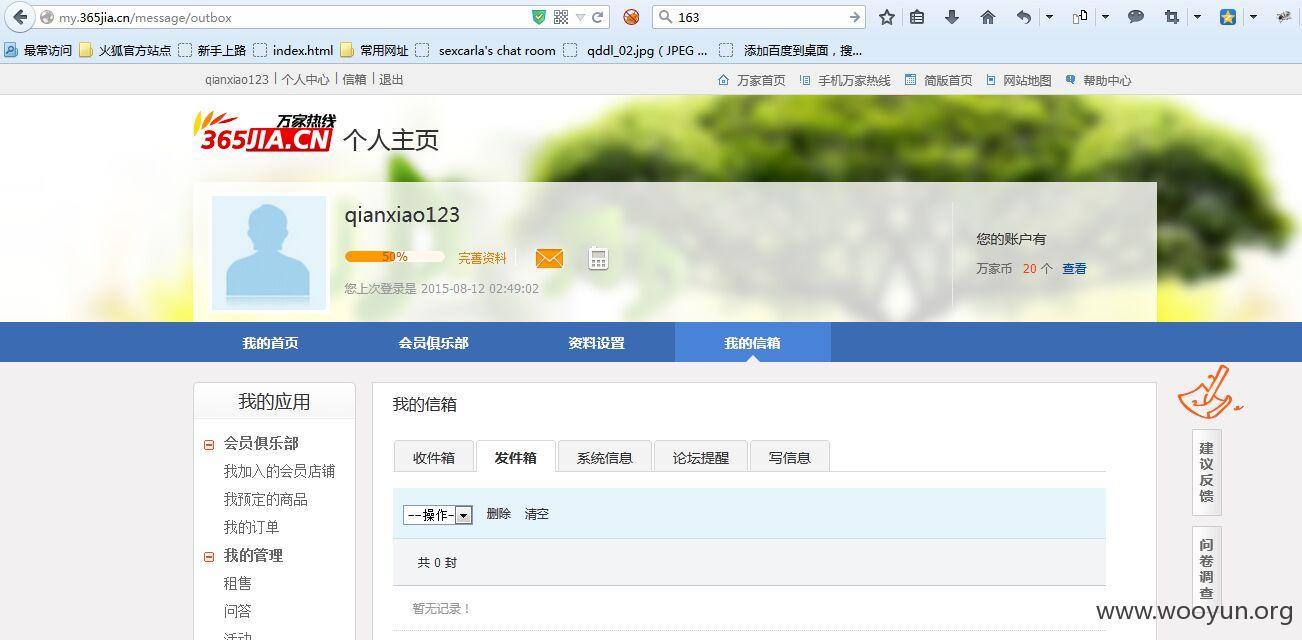 my.365jia.cn/message/outbox
163
最常访问 火狐官方站点 新手上路 index.html 常用网址 sexcarla's chat room qddl_02.jpg ( JPEG ... 添加百度到桌面，搜...
qianxiao123 | 个人中心 | 信箱 | 退出
万家首页 手机万家热线 简版首页 网站地图 帮助中心
万家热线
365JIA.CN 个人主页
qianxiao123
50% 完善资料
您上次登录是 2015-08-12 02:49:02
您的账户有
万家币 20 个 查看
我的首页 会员俱乐部 资料设置 我的信箱
我的应用
会员俱乐部
我加入的会员店铺
我预定的商品
我的订单
我的管理
租售
问答
活动
我的信箱
收件箱 发件箱 系统信息 论坛提醒 写信息
--操作- 删除 清空
共 0 封
暂无记录！
建议反馈
问卷调查
www.wooyun.org